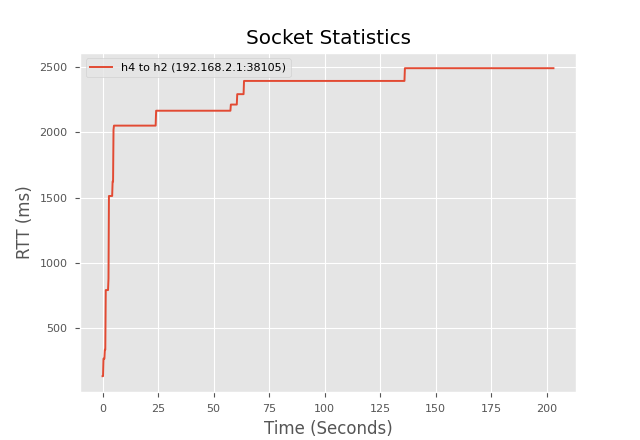 Socket Statistics
h4 to h2 (192.168.2.1:38105)
2500
2000
1500
1000
500
RTT (ms)
0 25 50 75 100 125 150 175 200
Time (Seconds)